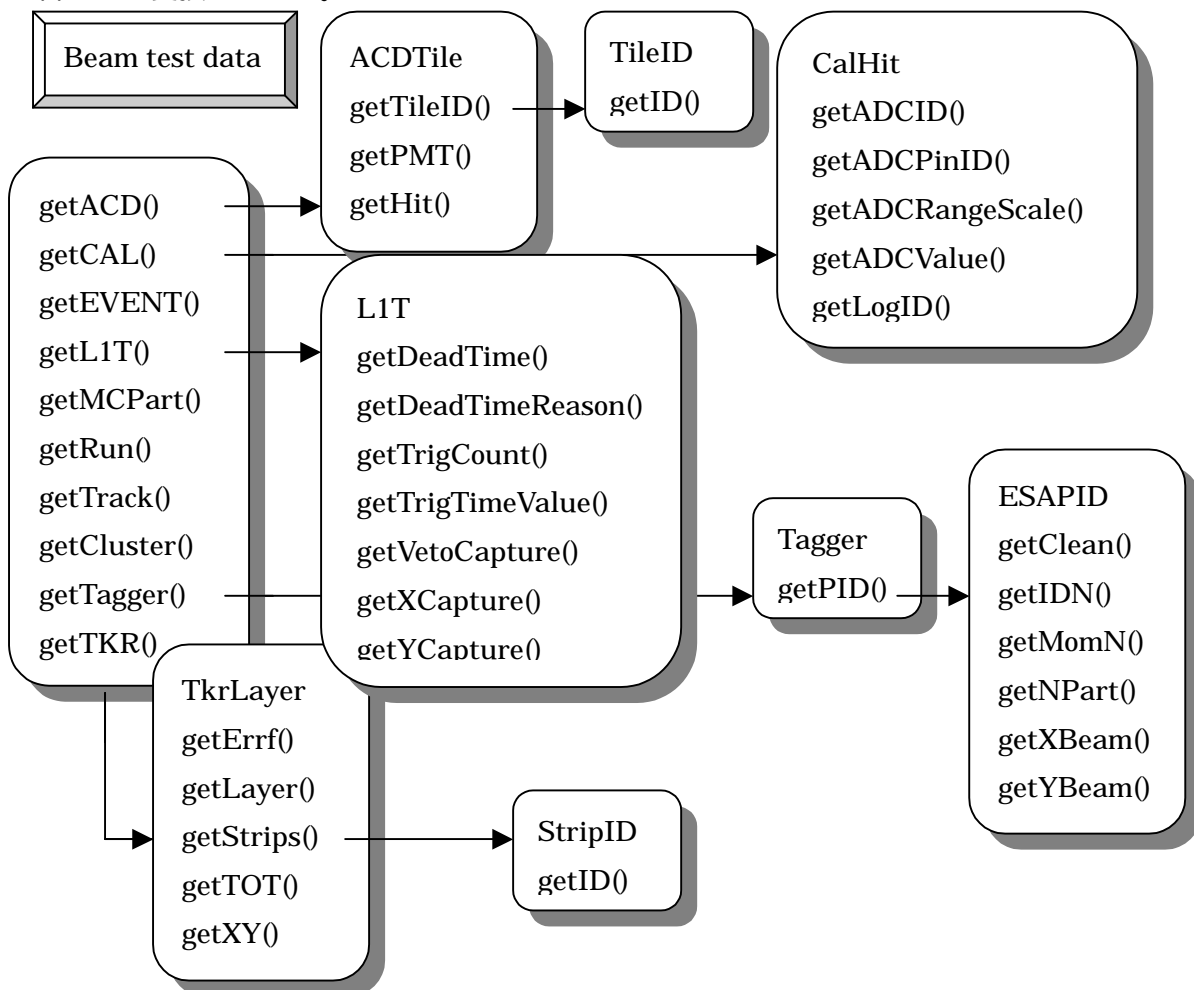 Beam test data
getACD()
getCAL()
getEVENT()
getL1T()
getMCPart()
getRun()
getTrack()
getCluster()
getTagger()
getTKR()
ACDTile
getTileID()
getPMT()
getHit()
TileID
getID()
CalHit
getADCID()
getADCPinID()
getADCRangeScale()
getADCValue()
getLogID()
L1T
getDeadTime()
getDeadTimeReason()
getTrigCount()
getTrigTimeValue()
getVetoCapture()
getXCapture()
getYCapture()
Tagger
getPID()
ESAPID
getClean()
getIDN()
getMomN()
getNPart()
getXBeam()
getYBeam()
TkrLayer
getErrf()
getLayer()
getStrips()
getTOT()
getXY()
StripID
getID()